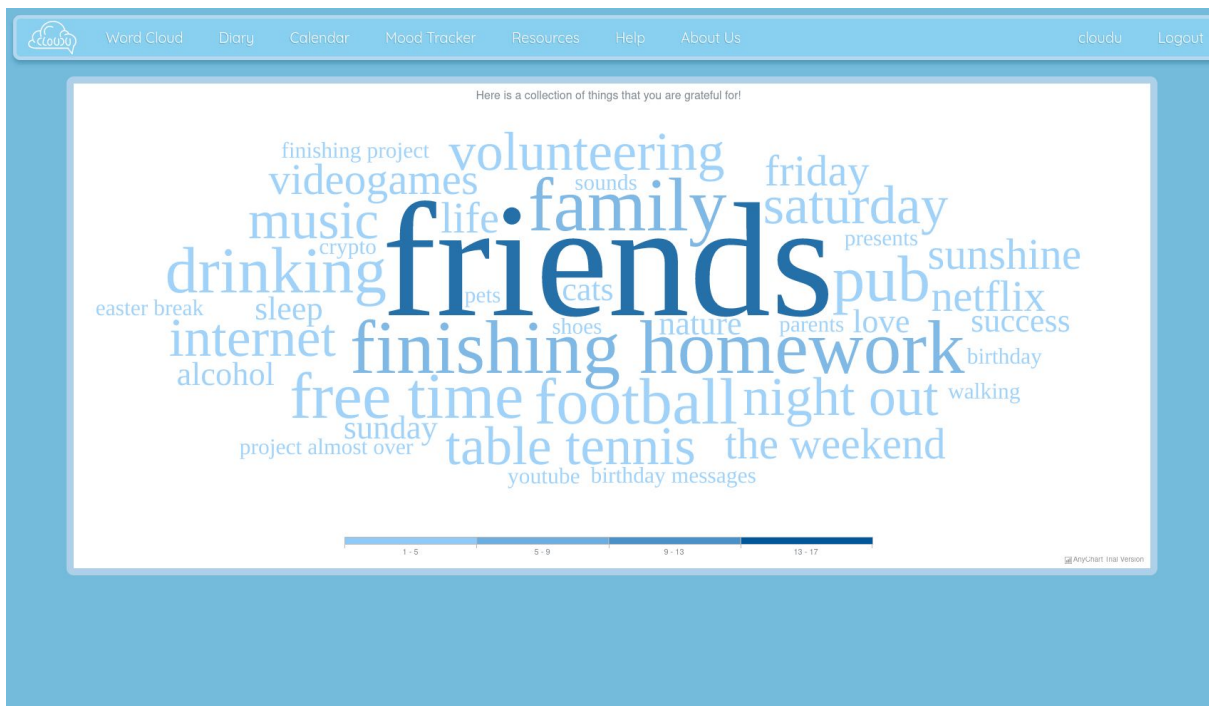 cloudu Word Cloud Diary Calendar Mood Tracker Resources Help About Us cloudu Logout
Here is a collection of things that you are grateful for!
finishing project
volunteering
videogames
sounds
friday
music
life
family
saturday
crypto
friends
presents
drinking
pub
sunshine
easter break
sleep
pets
cats
netflix
internet
shoes
nature
parents
love
success
finishing homework
birthday
alcohol
free time
football
night out
walking
sunday
project almost over
table tennis
the weekend
youtube
birthday messages
1 - 5 5 - 9 9 - 13 13 - 17
AnyChart Trial Version